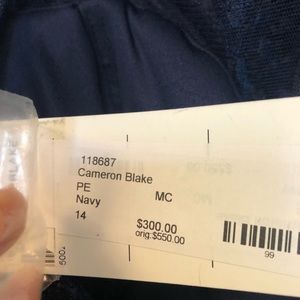 118687
Cameron Blake
PE MC
Navy
14 $300.00
orig:$550.00
99